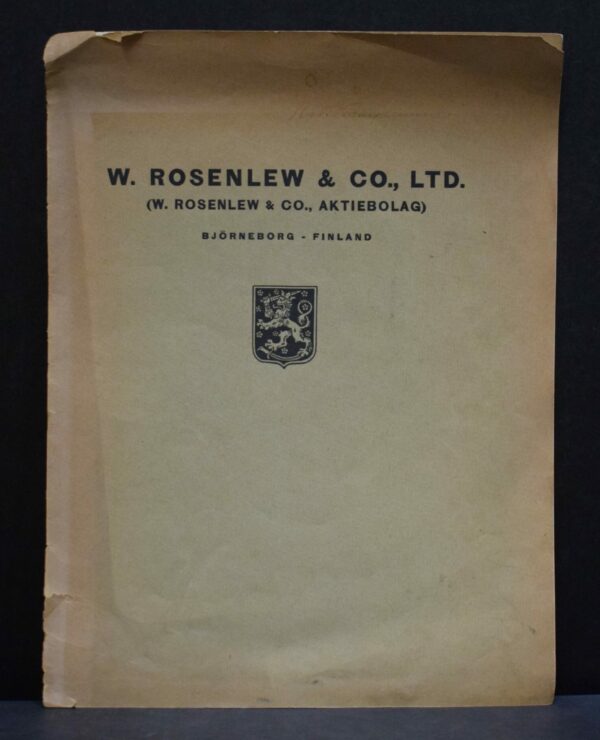 W. ROSENLEW & CO., LTD.
(W. ROSENLEW & CO., AKTIEBOLAG)
BJÖRNEBORG - FINLAND